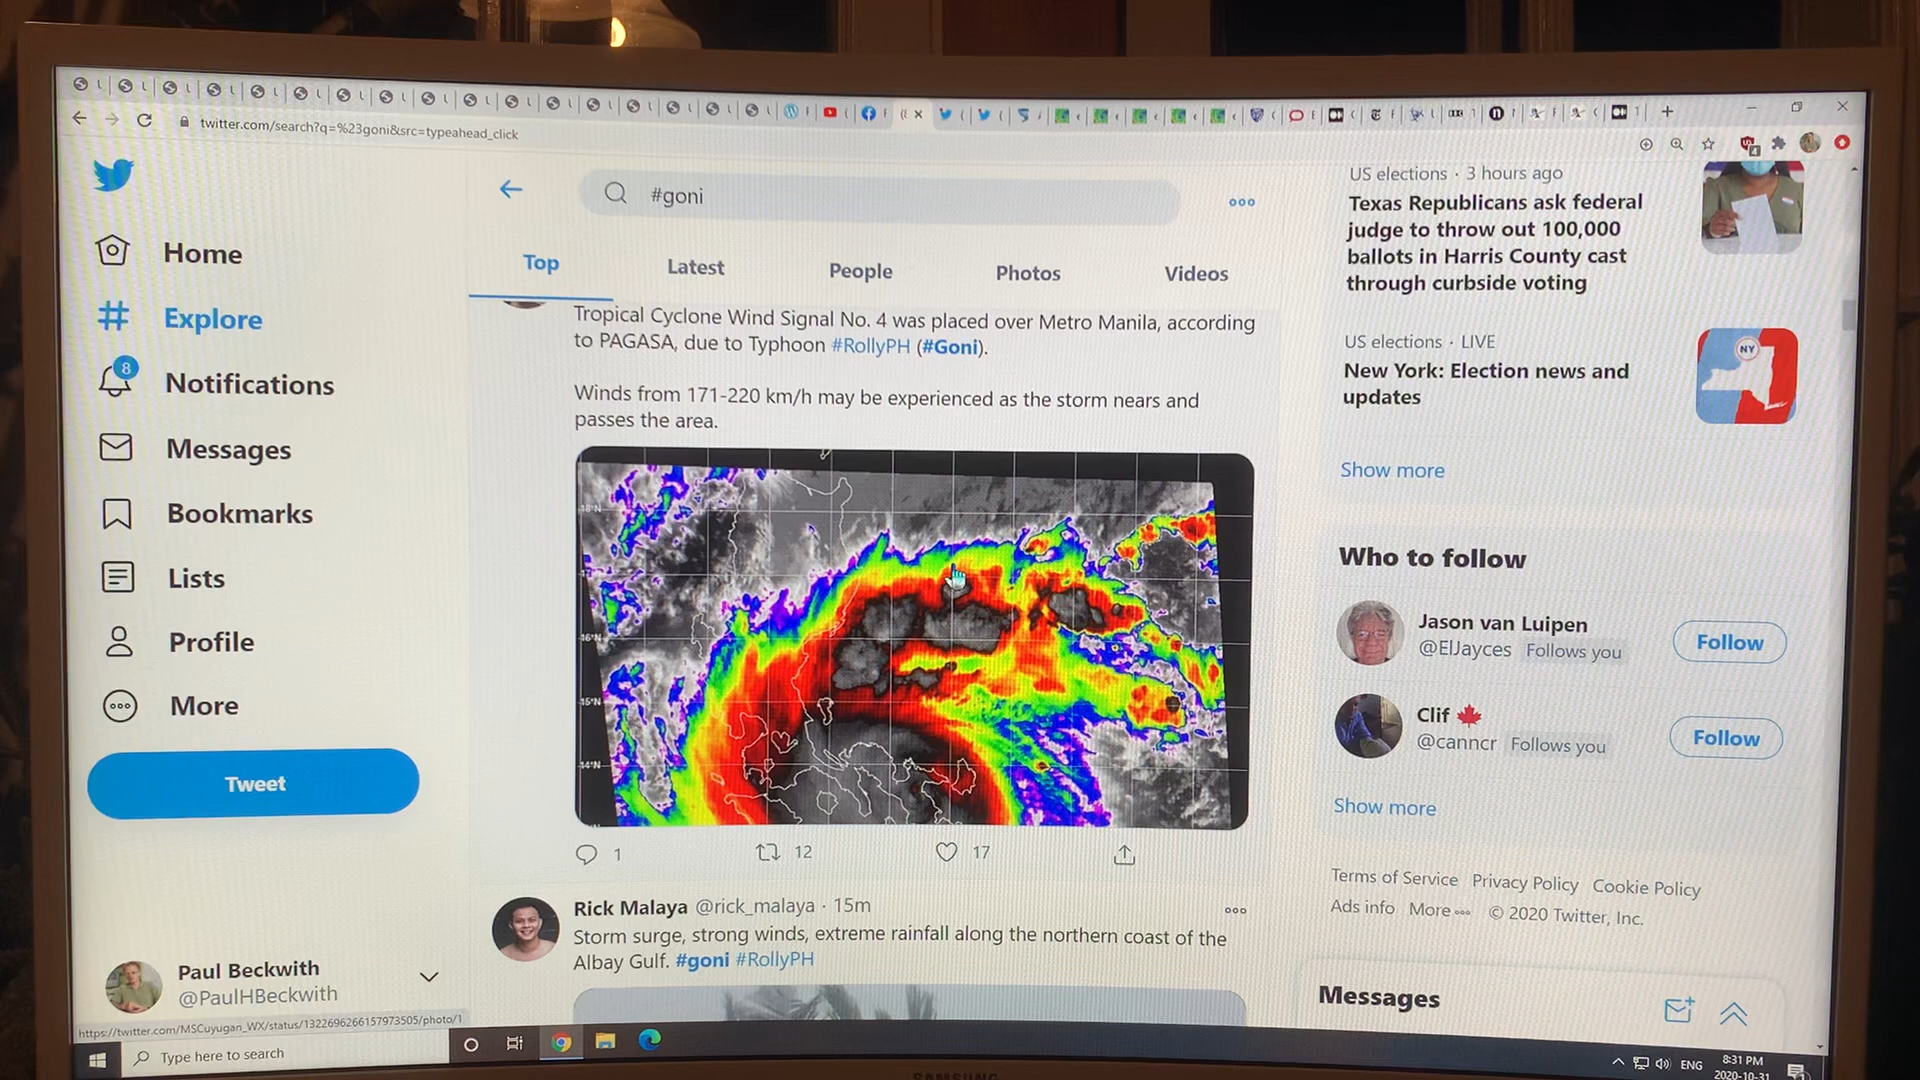 twitter.com/search?q=%23goni&src=typeahead_click
#goni
Top
Latest
People
Photos
Videos
Home
Explore
8
Notifications
Messages
Bookmarks
Lists
Profile
More
Tweet
Paul Beckwith
@PaulHBeckwith
Tropical Cyclone Wind Signal No. 4 was placed over Metro Manila, according
to PAGASA, due to Typhoon #RollyPH (#Goni).
Winds from 171-220 km/h may be experienced as the storm nears and
passes the area.
18°N
16°N
15°N
14°N
1
12
17
Rick Malaya @rick_malaya · 15m
Storm surge, strong winds, extreme rainfall along the northern coast of the
Albay Gulf. #goni #RollyPH
US elections · 3 hours ago
Texas Republicans ask federal
judge to throw out 100,000
ballots in Harris County cast
through curbside voting
US elections · LIVE
New York: Election news and
updates
NY
Show more
Who to follow
Jason van Luipen
@ElJayces Follows you
Follow
Clif
@canncr Follows you
Follow
Show more
Terms of Service Privacy Policy Cookie Policy
Ads info More © 2020 Twitter, Inc.
Messages
https://twitter.com/MSCuyugan_WX/status/1322696266157973505/photo/1
Type here to search
ENG
8:31 PM
2020-10-31
SAMSUNG